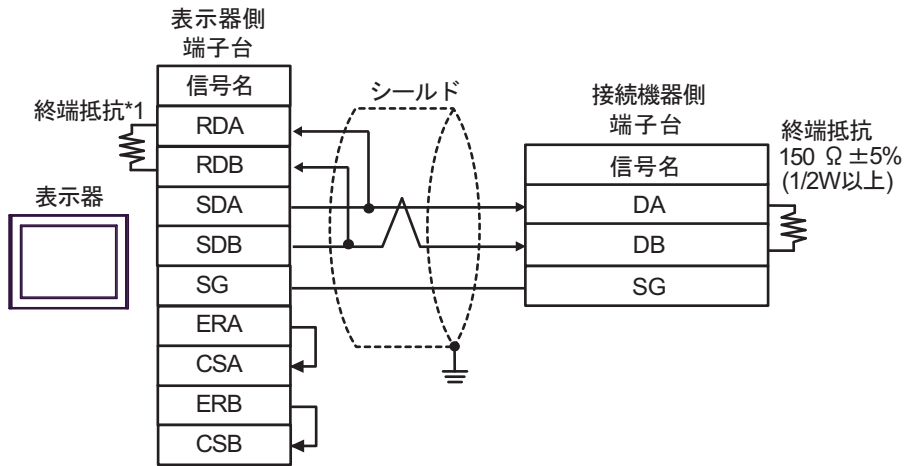 表示器側
端子台
信号名
終端抵抗*1
RDA
RDB
SDA
SDB
SG
ERA
CSA
ERB
CSB
表示器
シールド
接続機器側
端子台
信号名
DA
DB
SG
終端抵抗
150 Ω ±5%
(1/2W以上)